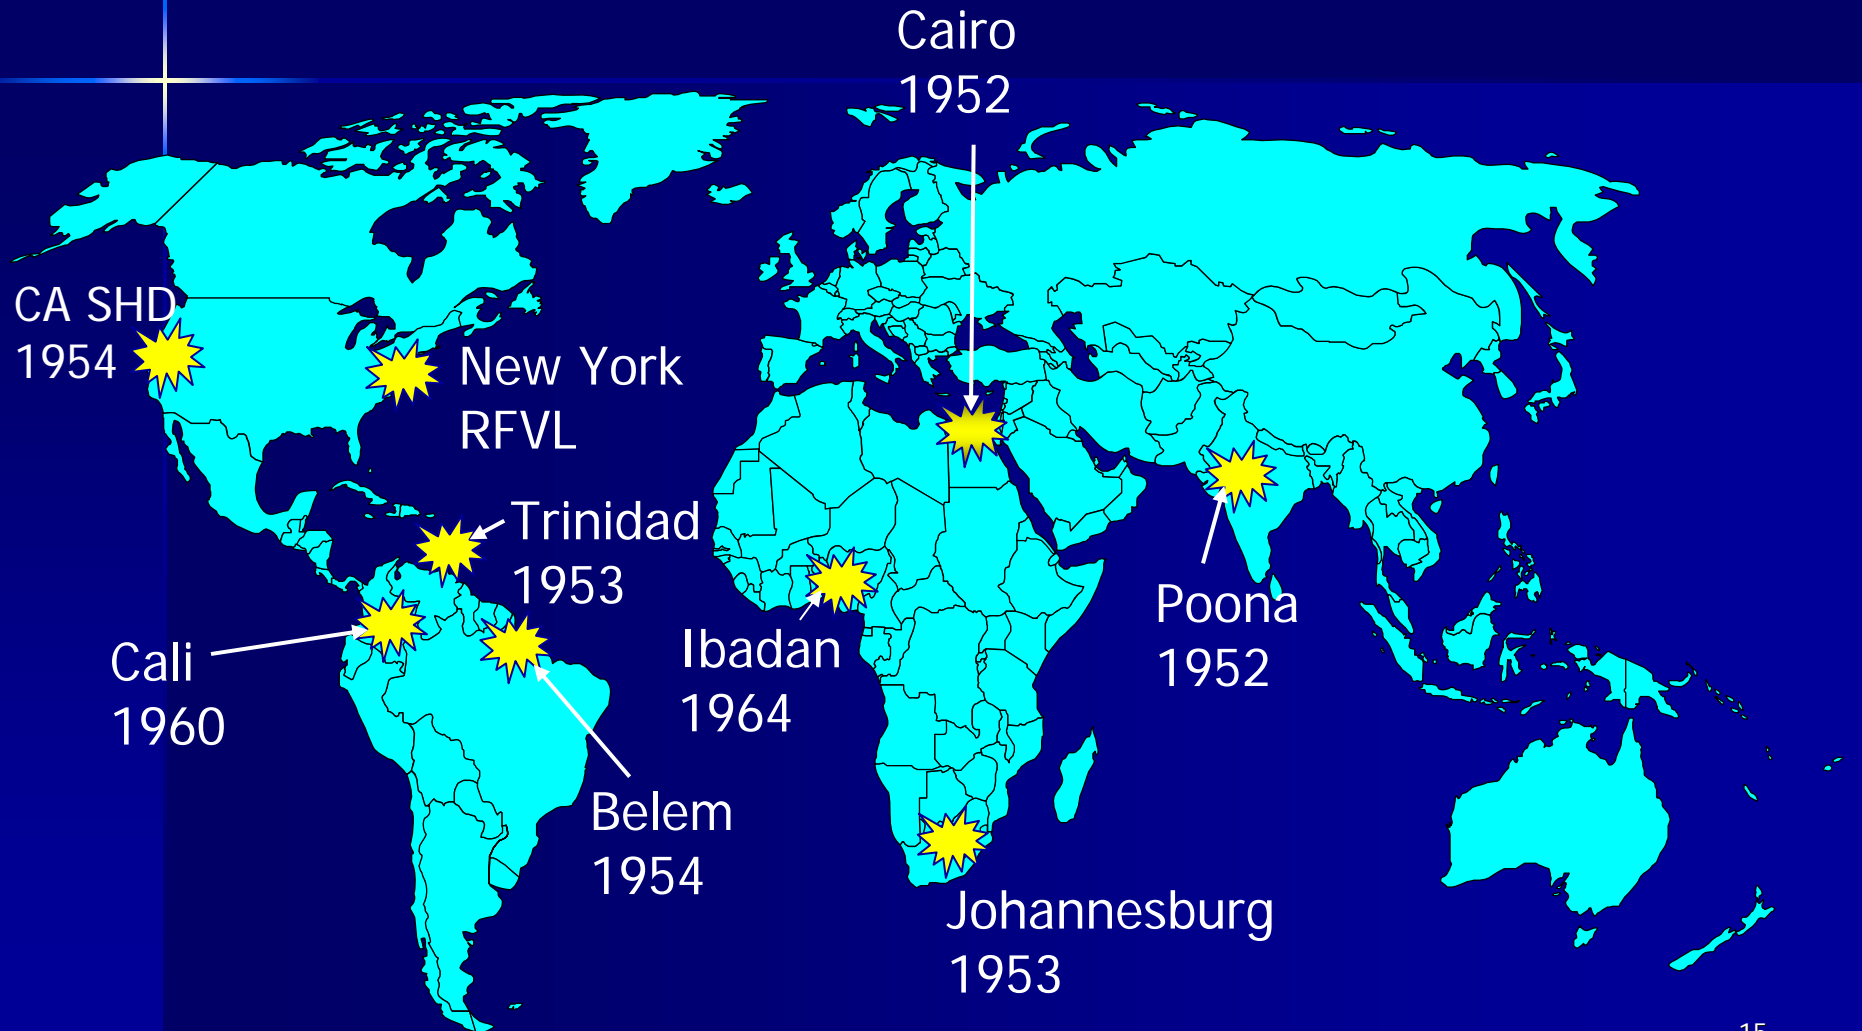 Cairo
1952
CA SHD
1954
New York
RFVL
Trinidad
1953
Cali
1960
Ibadan
1964
Poona
1952
Belem
1954
Johannesburg
1953
15